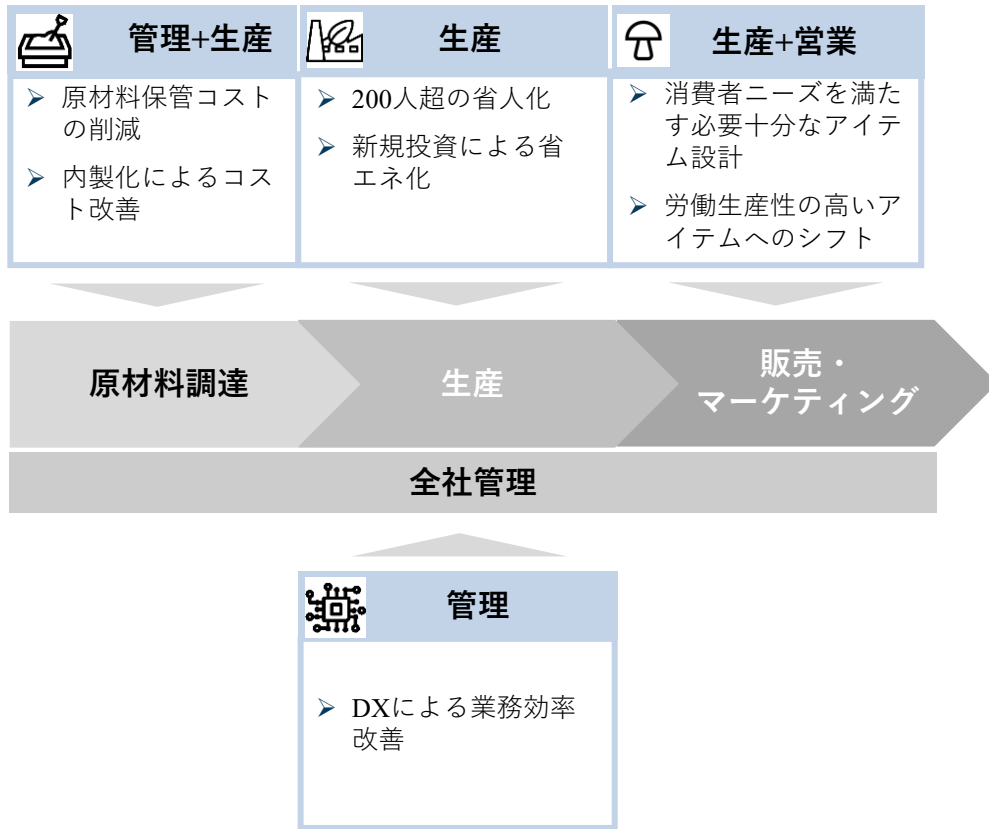 管理+生産
➢ 原材料保管コスト
の削減
➢ 内製化によるコス
ト改善
生産
➢ 200人超の省人化
➢ 新規投資による省
エネ化
生産+営業
➢ 消費者ニーズを満た
す必要十分なアイテ
ム設計
➢ 労働生産性の高いア
イテムへのシフト
原材料調達
生産
販売・
マーケティング
全社管理
管理
➢ DXによる業務効率
改善